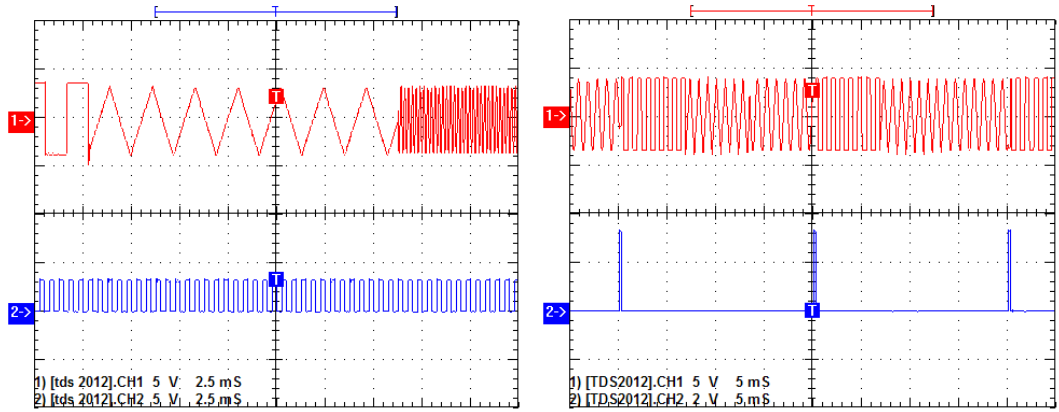 T
1->
T
2->
1) [tds 2012].CH1 5 V 2.5 mS
2) [tds 2012].CH2 5 V 2.5 mS
T
1->
T
2->
1) [TDS2012].CH1 5 V 5 mS
2) [TDS2012].CH2 2 V 5 mS